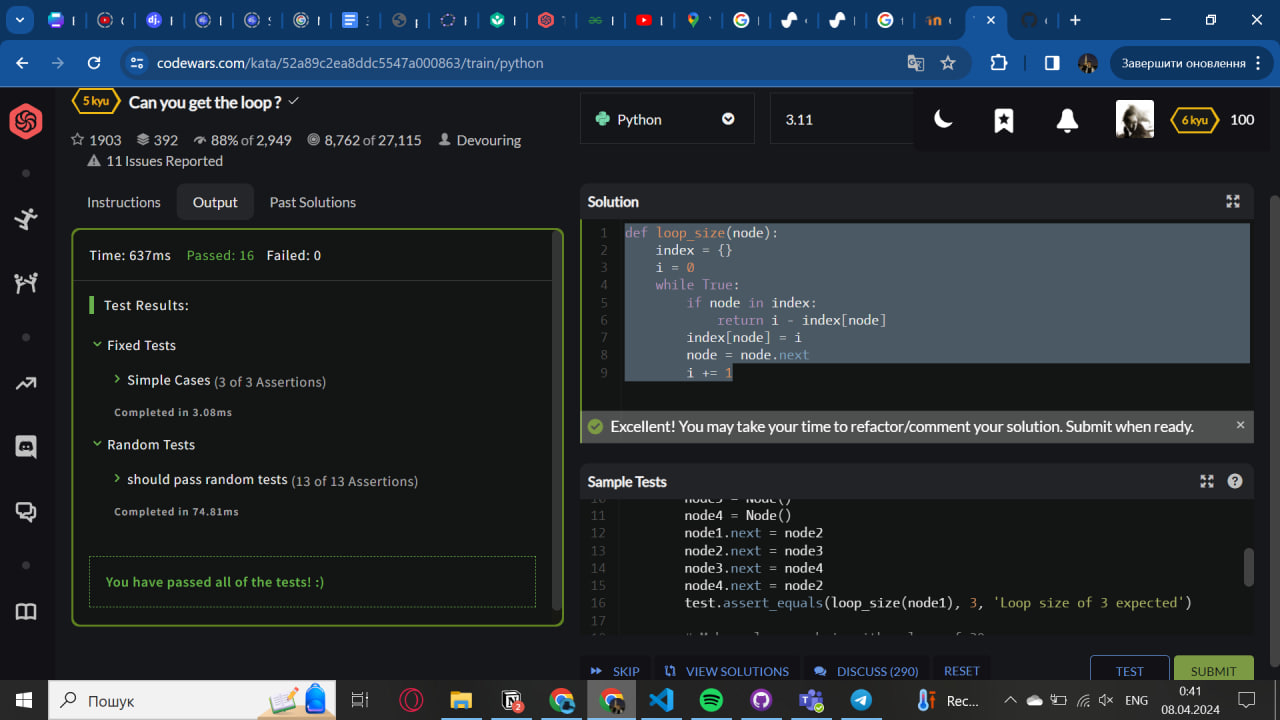 codewars.com/kata/52a89c2ea8ddc5547a000863/train/python
Завершити оновлення
5 kyu
Can you get the loop ?
1903
392
88% of 2,949
8,762 of 27,115
Devouring
11 Issues Reported
Python
3.11
6 kyu
100
Instructions
Output
Past Solutions
Time: 637ms Passed: 16 Failed: 0
Test Results:
Fixed Tests
Simple Cases (3 of 3 Assertions)
Completed in 3.08ms
Random Tests
should pass random tests (13 of 13 Assertions)
Completed in 74.81ms
You have passed all of the tests! :)
Solution
1 def loop_size(node):
2 index = {}
3 i = 0
4 while True:
5 if node in index:
6 return i - index[node]
7 index[node] = i
8 node = node.next
9 i += 1
Excellent! You may take your time to refactor/comment your solution. Submit when ready.
Sample Tests
11 node4 = Node()
12 node1.next = node2
13 node2.next = node3
14 node3.next = node4
15 node4.next = node2
16 test.assert_equals(loop_size(node1), 3, 'Loop size of 3 expected')
17
SKIP
VIEW SOLUTIONS
DISCUSS (290)
RESET
TEST
SUBMIT
Пошук
2
Rec...
ENG
0:41
08.04.2024